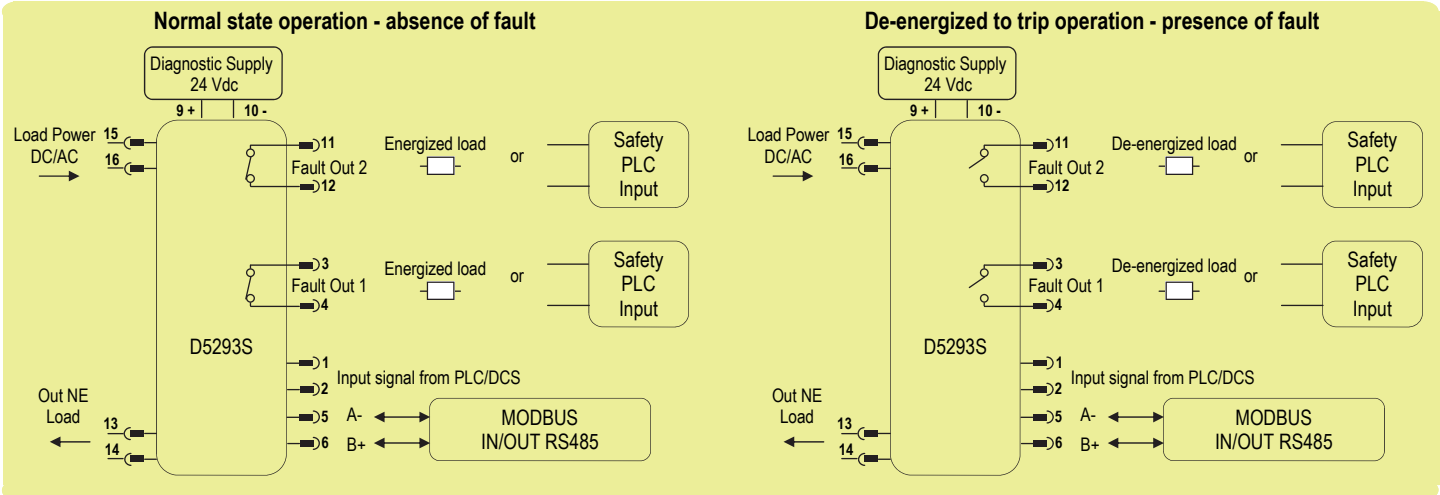 Normal state operation - absence of fault
Diagnostic Supply
24 Vdc
9 + 10 -
Load Power
DC/AC
15
16
11
Fault Out 2
12
Energized load
or
Safety
PLC
Input
3
Fault Out 1
4
Energized load
or
Safety
PLC
Input
D5293S
1
2
Input signal from PLC/DCS
Out NE
Load
13
14
5 A-
6 B+
MODBUS
IN/OUT RS485
De-energized to trip operation - presence of fault
Diagnostic Supply
24 Vdc
9 + 10 -
Load Power
DC/AC
15
16
11
Fault Out 2
12
De-energized load
or
Safety
PLC
Input
3
Fault Out 1
4
De-energized load
or
Safety
PLC
Input
D5293S
1
2
Input signal from PLC/DCS
Out NE
Load
13
14
5 A-
6 B+
MODBUS
IN/OUT RS485